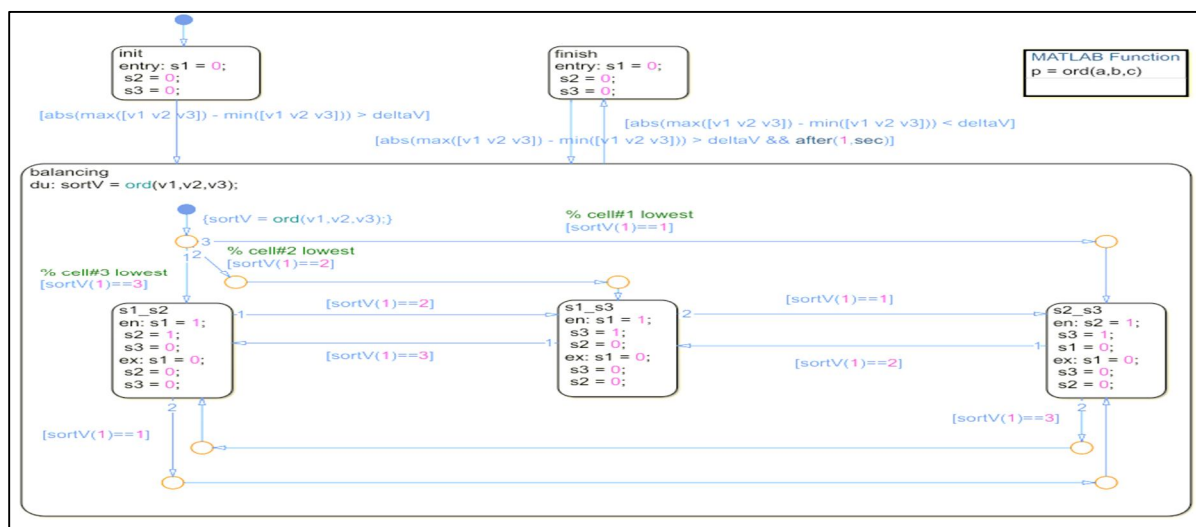 init
entry: s1 = 0;
s2 = 0;
s3 = 0;
finish
entry: s1 = 0;
s2 = 0;
s3 = 0;
MATLAB Function
p = ord(a,b,c)
[abs(max([v1 v2 v3]) - min([v1 v2 v3])) > deltaV]
[abs(max([v1 v2 v3]) - min([v1 v2 v3])) < deltaV]
[abs(max([v1 v2 v3]) - min([v1 v2 v3])) > deltaV && after(1,sec)]
balancing
du: sortV = ord(v1,v2,v3);
{sortV = ord(v1,v2,v3);}
% cell#1 lowest
[sortV(1)==1]
3
1
2
% cell#2 lowest
[sortV(1)==2]
% cell#3 lowest
[sortV(1)==3]
s1_s2
en: s1 = 1;
s2 = 1;
s3 = 0;
ex: s1 = 0;
s2 = 0;
s3 = 0;
1
[sortV(1)==2]
[sortV(1)==3]
s1_s3
en: s1 = 1;
s3 = 1;
s2 = 0;
ex: s1 = 0;
s3 = 0;
s2 = 0;
2
1
[sortV(1)==1]
[sortV(1)==2]
s2_s3
en: s2 = 1;
s3 = 1;
s1 = 0;
ex: s1 = 0;
s3 = 0;
s2 = 0;
1
2
[sortV(1)==1]
2
[sortV(1)==3]